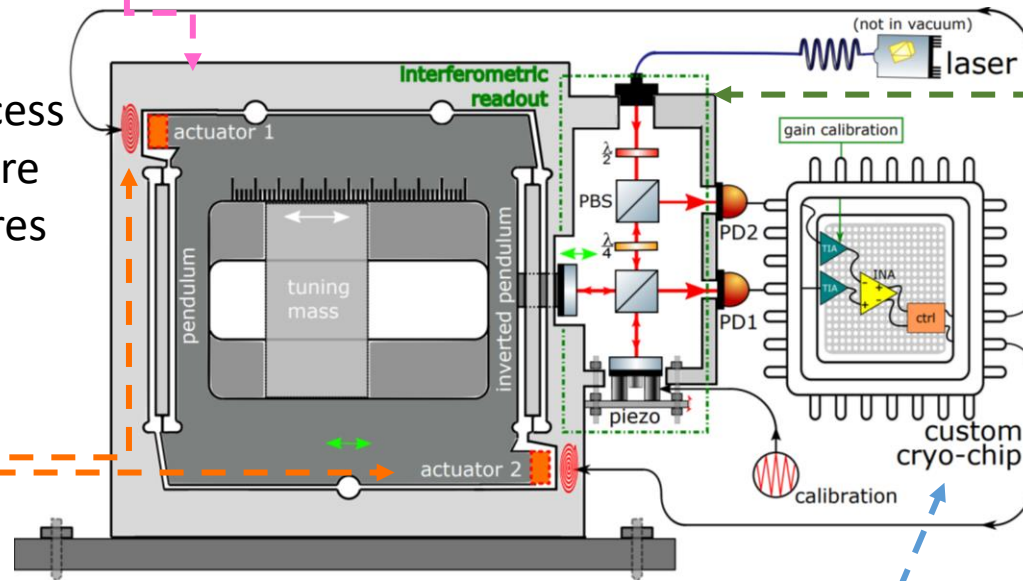 (not in vacuum)
laser
interferometric
readout
cess
re
res
actuator 1
gain calibration
λ/2
PBS
PD2
λ/4
PD1
TIA
TIA
INA
- +
+ -
ctrl
pendulum
tuning
mass
inverted pendulum
piezo
actuator 2
calibration
custom
cryo-chip